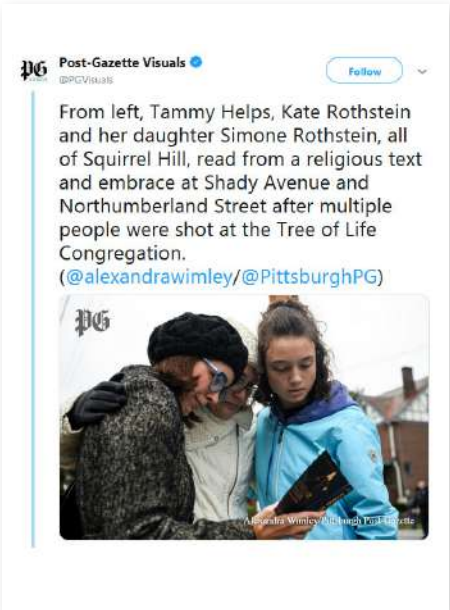 PG
Post-Gazette Visuals
@PGVisuals
Follow
From left, Tammy Helps, Kate Rothstein
and her daughter Simone Rothstein, all
of Squirrel Hill, read from a religious text
and embrace at Shady Avenue and
Northumberland Street after multiple
people were shot at the Tree of Life
Congregation.
(@alexandrawimley/@PittsburghPG)
PG
Alexandra Wimley/Pittsburgh Post-Gazette